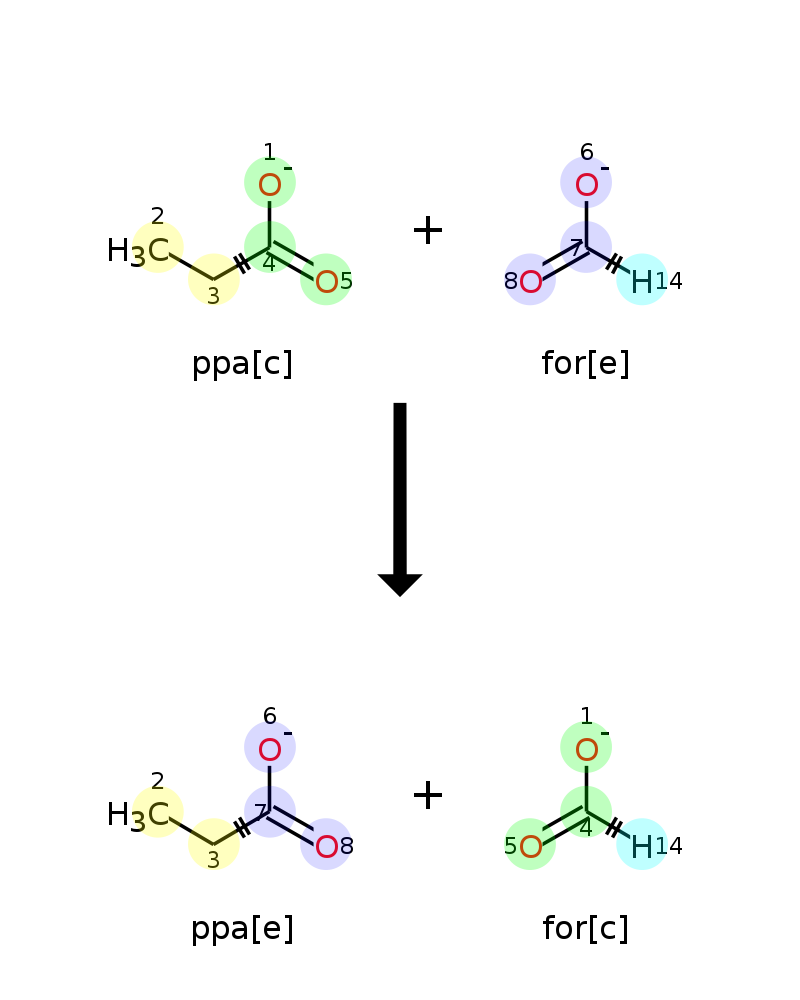 1 6
O- O-
2
H3C 4 7
3 O5 8O H14
+
ppa[c] for[e]
6 1
O- O-
2
H3C 7 4
3 O8 5O H14
+
ppa[e] for[c]